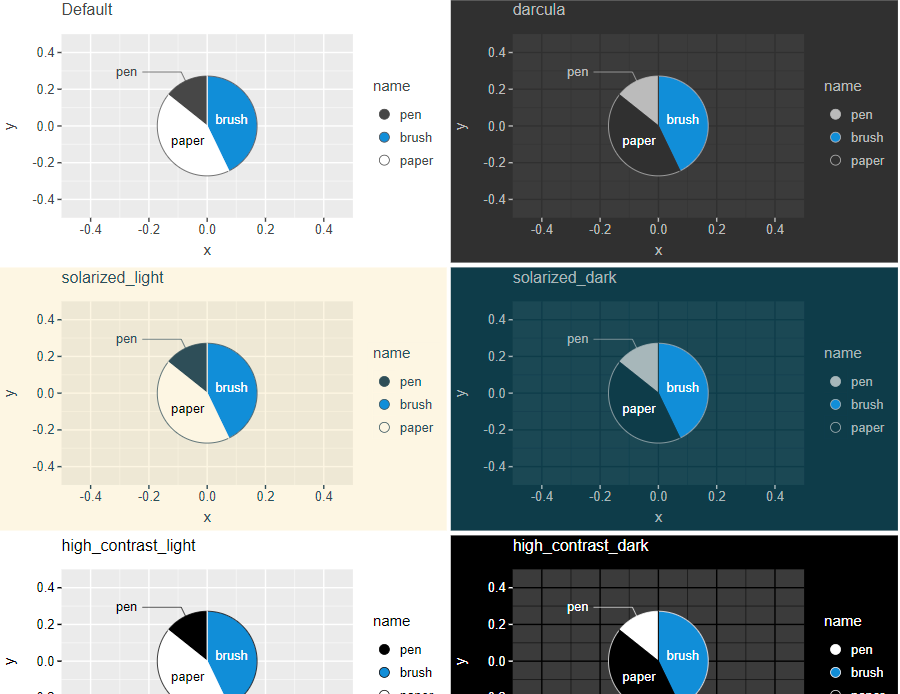 Default
0.4
0.2
0.0
-0.2
-0.4
y
-0.4 -0.2 0.0 0.2 0.4
x
pen
brush
paper
name
pen
brush
paper
darcula
0.4
0.2
0.0
-0.2
-0.4
y
-0.4 -0.2 0.0 0.2 0.4
x
pen
brush
paper
name
pen
brush
paper
solarized_light
0.4
0.2
0.0
-0.2
-0.4
y
-0.4 -0.2 0.0 0.2 0.4
x
pen
brush
paper
name
pen
brush
paper
solarized_dark
0.4
0.2
0.0
-0.2
-0.4
y
-0.4 -0.2 0.0 0.2 0.4
x
pen
brush
paper
name
pen
brush
paper
high_contrast_light
0.4
0.2
0.0
y
pen
brush
paper
name
pen
brush
high_contrast_dark
0.4
0.2
0.0
y
pen
brush
paper
name
pen
brush